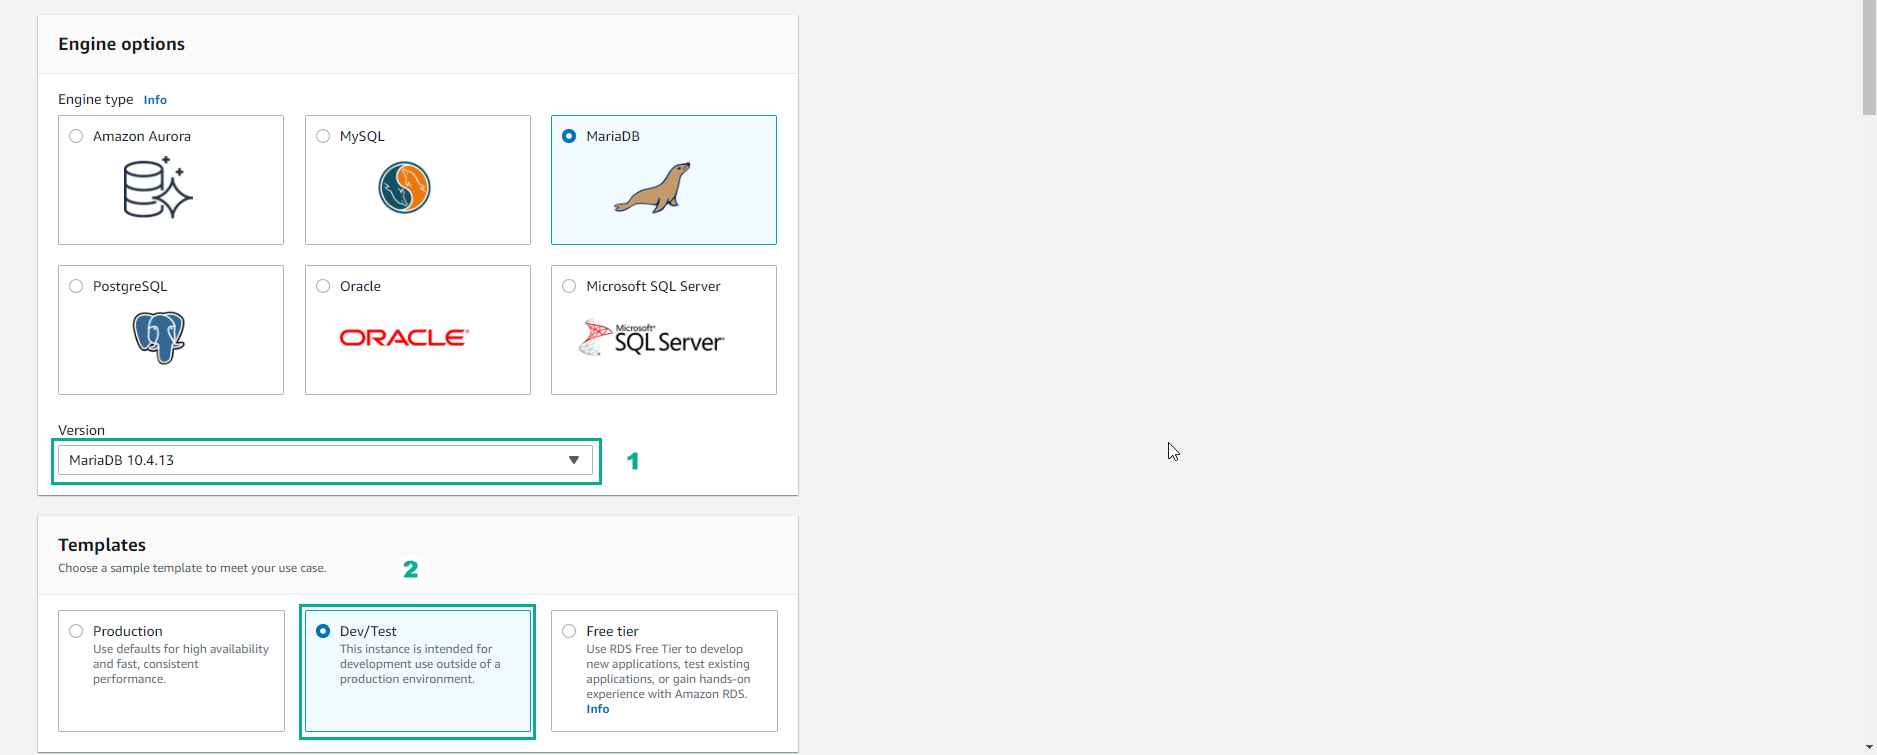 Engine options
Engine type Info
Amazon Aurora
MySQL
MariaDB
PostgreSQL
Oracle
ORACLE®
Microsoft SQL Server
Microsoft®
SQL Server
Version
MariaDB 10.4.13
1
Templates
Choose a sample template to meet your use case.
2
Production
Use defaults for high availability
and fast, consistent
performance.
Dev/Test
This instance is intended for
development use outside of a
production environment.
Free tier
Use RDS Free Tier to develop
new applications, test existing
applications, or gain hands-on
experience with Amazon RDS.
Info